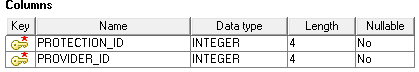 Columns
Key Name Data type Length Nullable
PROTECTION_ID INTEGER 4 No
PROVIDER_ID INTEGER 4 No